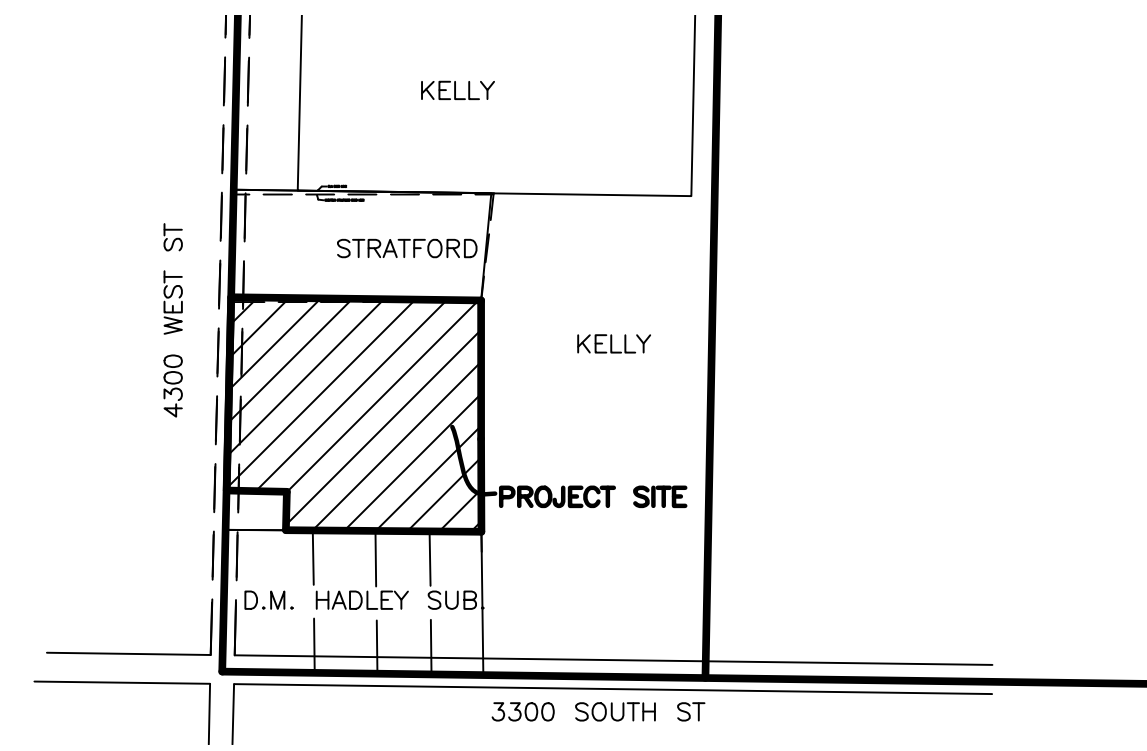 KELLY
STRATFORD
4300 WEST ST
KELLY
PROJECT SITE
D.M. HADLEY SUB.
3300 SOUTH ST